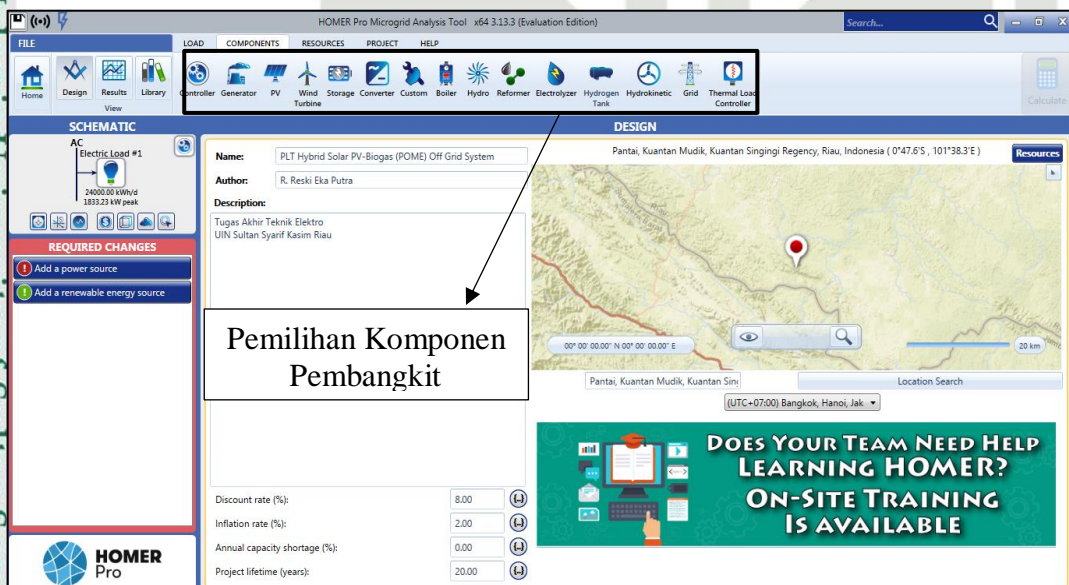 HOMER Pro Microgrid Analysis Tool x64 3.13.3 (Evaluation Edition)
Search...
FILE
LOAD COMPONENTS RESOURCES PROJECT HELP
Home
Design
Results
Library
View
Controller
Generator
PV
Wind
Turbine
Storage
Converter
Custom
Boiler
Hydro
Reformer
Electrolyzer
Hydrogen
Tank
Hydrokinetic
Grid
Thermal Load
Controller
Calculate
SCHEMATIC
DESIGN
AC
Electric Load #1
24000.00 kWh/d
1833.23 kW peak
REQUIRED CHANGES
Add a power source
Add a renewable energy source
HOMER
Pro
Name: PLT Hybrid Solar PV-Biogas (POME) Off Grid System
Author: R. Reski Eka Putra
Description:
Tugas Akhir Teknik Elektro
UIN Sultan Syarif Kasim Riau
Pemilihan Komponen
Pembangkit
Discount rate (%): 8.00
Inflation rate (%): 2.00
Annual capacity shortage (%): 0.00
Project lifetime (years): 20.00
Pantai, Kuantan Mudik, Kuantan Singingi Regency, Riau, Indonesia ( 0°47.6'S , 101°38.3'E )
Resources
Riau
00° 00' 00.00" N 00° 00' 00.00" E
20 km
Pantai, Kuantan Mudik, Kuantan Sing
Location Search
(UTC+07:00) Bangkok, Hanoi, Jak
DOES YOUR TEAM NEED HELP
LEARNING HOMER?
ON-SITE TRAINING
IS AVAILABLE